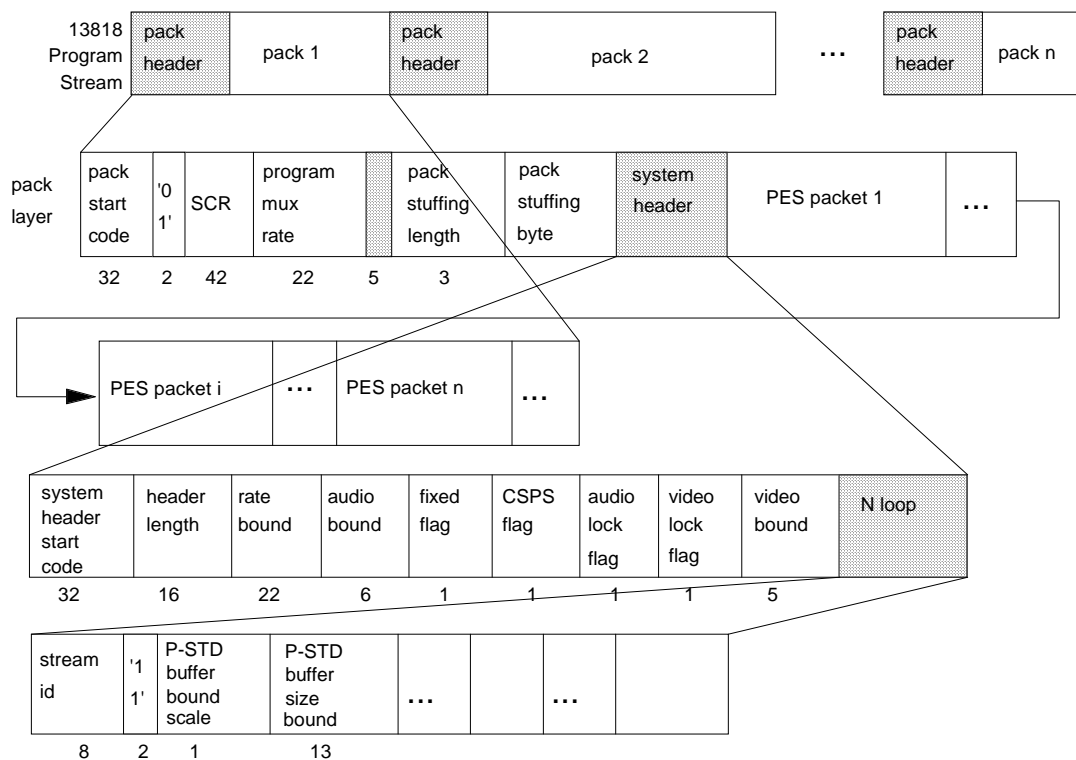 13818
Program
Stream
pack
header
pack 1
pack
header
pack 2
...
pack
header
pack n
pack
layer
pack
start
code
'0
1'
SCR
program
mux
rate
pack
stuffing
length
pack
stuffing
byte
system
header
PES packet 1
...
32
2
42
22
5
3
PES packet i
...
PES packet n
...
system
header
start
code
header
length
rate
bound
audio
bound
fixed
flag
CSPS
flag
audio
lock
flag
video
lock
flag
video
bound
N loop
32
16
22
6
1
1
1
1
5
stream
id
'1
1'
P-STD
buffer
bound
scale
P-STD
buffer
size
bound
...
...
8
2
1
13